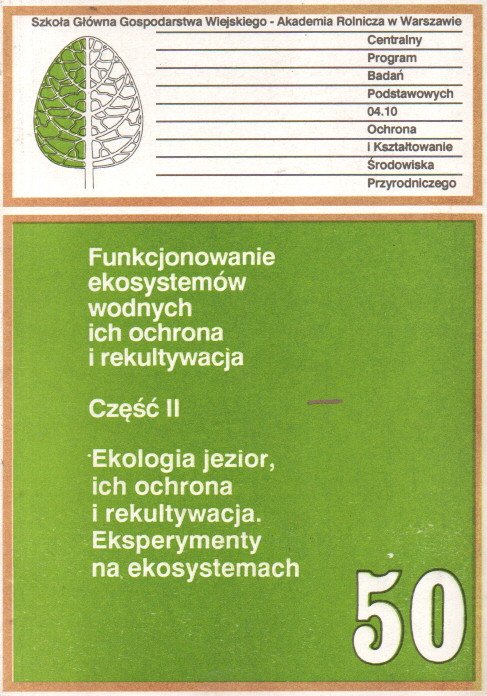 Szkoła Główna Gospodarstwa Wiejskiego - Akademia Rolnicza w Warszawie
Centralny
Program
Badań
Podstawowych
04.10
Ochrona
i Kształtowanie
Środowiska
Przyrodniczego
Funkcjonowanie
ekosystemów
wodnych
ich ochrona
i rekultywacja
Część II
Ekologia jezior,
ich ochrona
i rekultywacja.
Eksperymenty
na ekosystemach
50